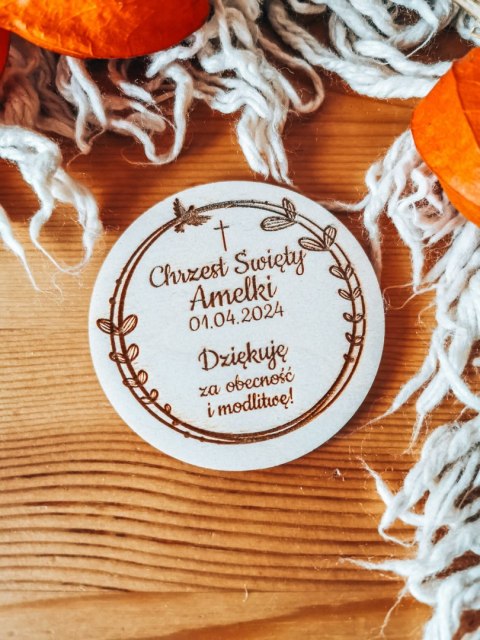 Chrzest Święty
Amelki
01.04.2024
Dziękuję
za obecność
i modlitwę!